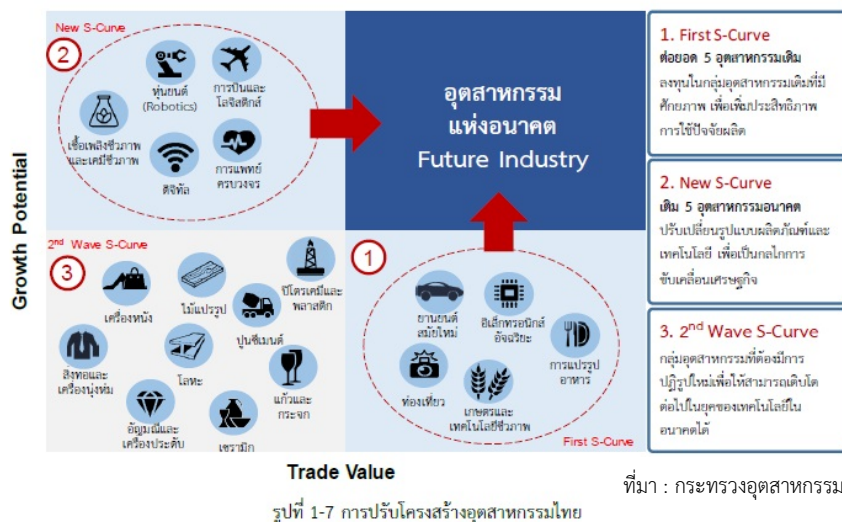 New S-Curve
2
หุ่นยนต์
(Robotics)
การบินและ
โลจิสติกส์
เชื้อเพลิงชีวภาพ
และเคมีชีวภาพ
ดิจิทัล
การแพทย์
ครบวงจร
อุตสาหกรรม
แห่งอนาคต
Future Industry
Growth Potential
2nd Wave S-Curve
3
เครื่องหนัง
ไม้แปรรูป
ปิโตรเคมีและ
พลาสติก
ปูนซีเมนต์
สิ่งทอและ
เครื่องนุ่งห่ม
โลหะ
แก้วและ
กระจก
อัญมณีและ
เครื่องประดับ
เซรามิก
1
ยานยนต์
สมัยใหม่
อิเล็กทรอนิกส์
อัจฉริยะ
การแปรรูป
อาหาร
ท่องเที่ยว
เกษตรและ
เทคโนโลยีชีวภาพ
First S-Curve
Trade Value
1. First S-Curve
ต่อยอด 5 อุตสาหกรรมเดิม
ลงทุนในกลุ่มอุตสาหกรรมเดิมที่มี
ศักยภาพ เพื่อเพิ่มประสิทธิภาพ
การใช้ปัจจัยผลิต
2. New S-Curve
เติม 5 อุตสาหกรรมอนาคต
ปรับเปลี่ยนรูปแบบผลิตภัณฑ์และ
เทคโนโลยี เพื่อเป็นกลไกการ
ขับเคลื่อนเศรษฐกิจ
3. 2nd Wave S-Curve
กลุ่มอุตสาหกรรมที่ต้องมีการ
ปฏิรูปใหม่เพื่อให้สามารถเติบโต
ต่อไปในยุคของเทคโนโลยีใน
อนาคตได้
ที่มา : กระทรวงอุตสาหกรรม
รูปที่ 1-7 การปรับโครงสร้างอุตสาหกรรมไทย